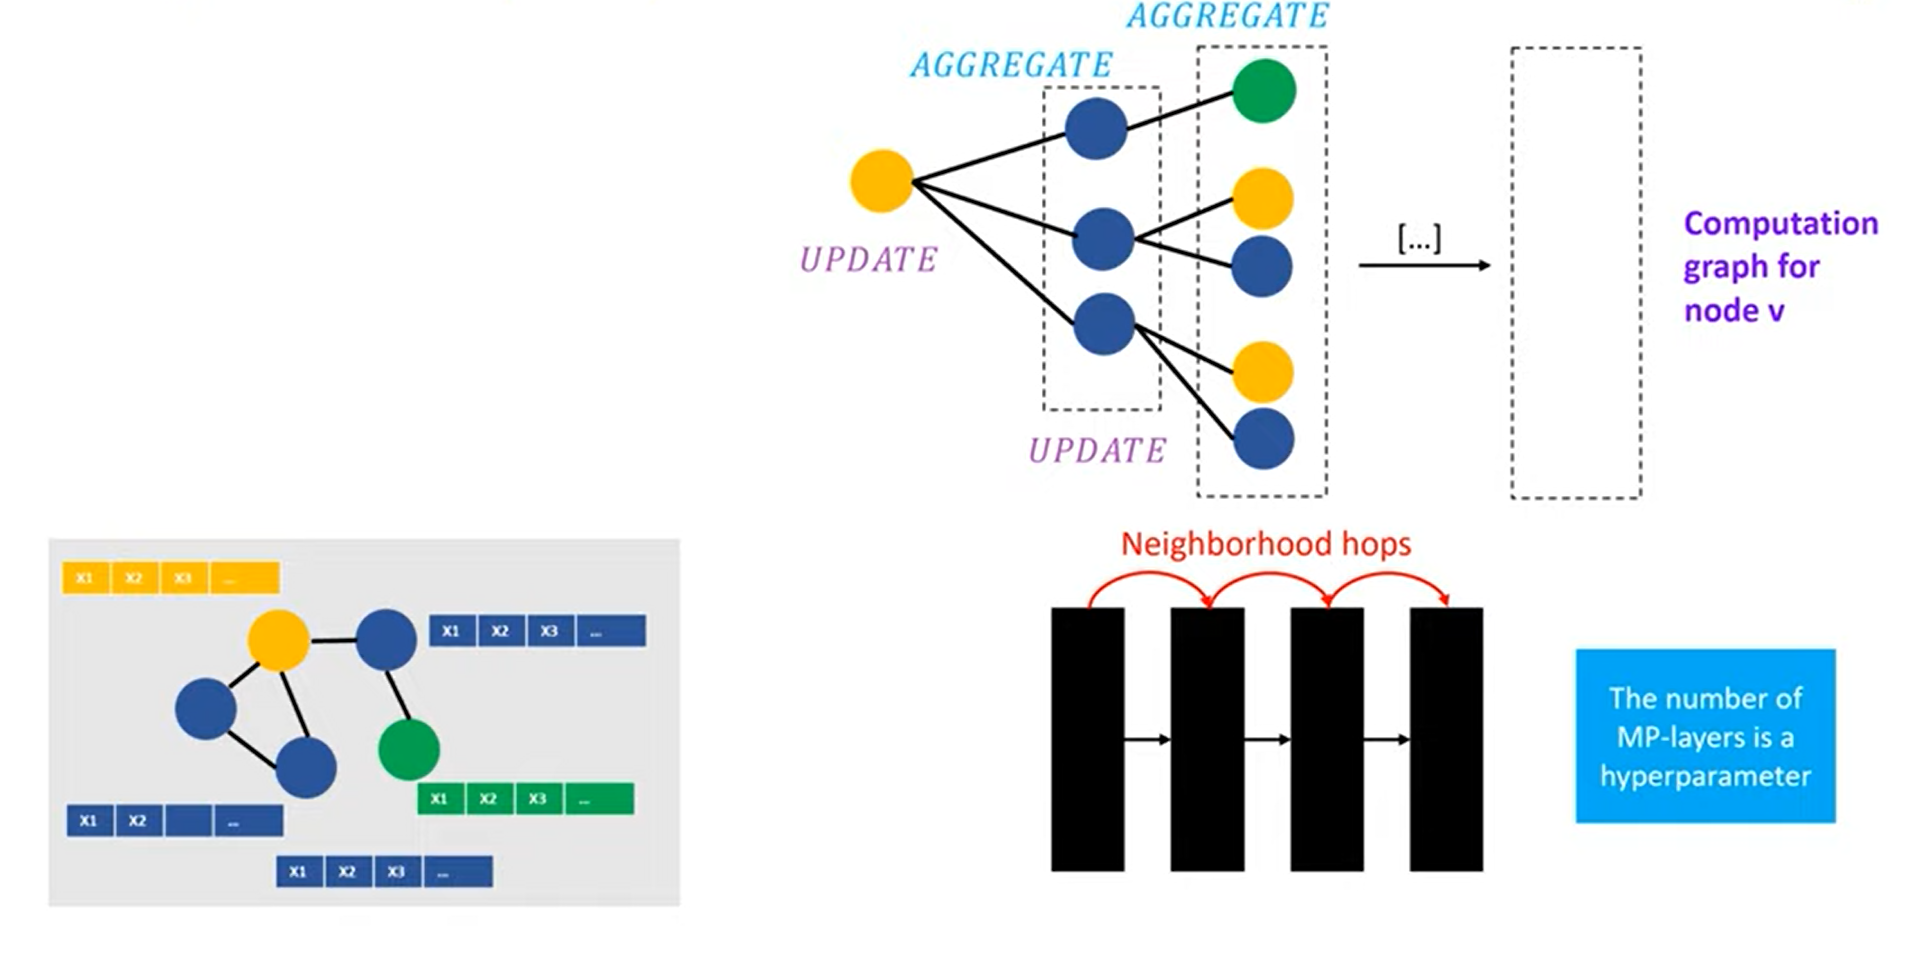 AGGREGATE
AGGREGATE
UPDATE
UPDATE
[...]
Computation
graph for
node v
Neighborhood hops
The number of
MP-layers is a
hyperparameter
X1 X2 X3 ...
X1 X2 X3 ...
X1 X2 X3 ...
X1 X2 ...
X1 X2 X3 ...